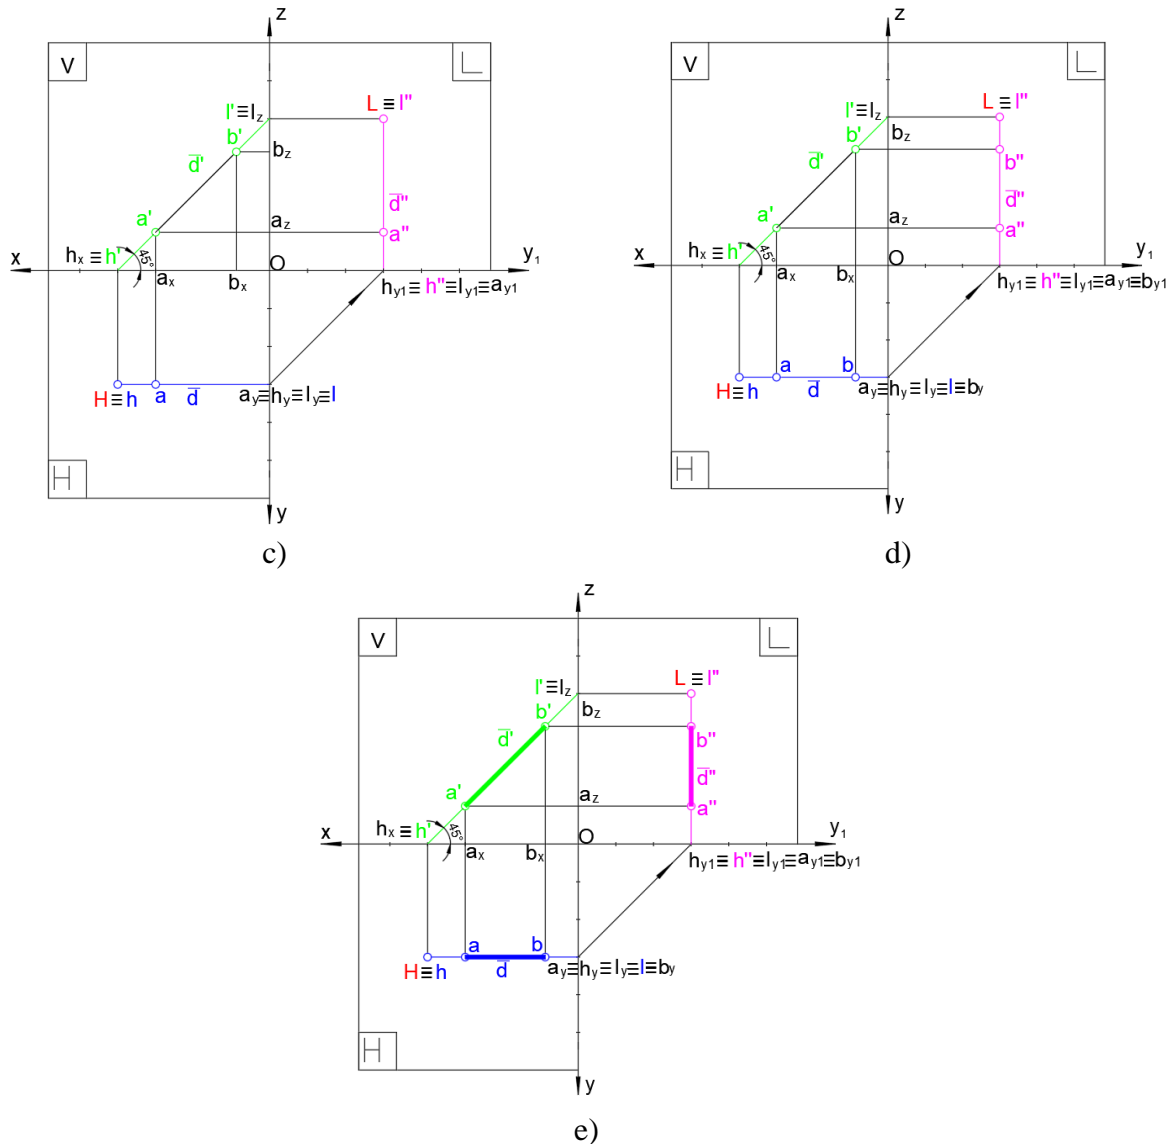 z z
V L V L
l'≡lz L ≡ l'' l'≡lz L ≡ l''
b' bz b' bz b''
d̅' d̅'' d̅' d̅''
a' az a'' a' az a''
x hx ≡ h' 45° ax bx O y1 x hx ≡ h' 45° ax bx O y1
hy1≡ h'' ≡ly1≡ay1 hy1≡ h'' ≡ly1≡ay1≡by1
H≡h a d̅ ay≡hy≡ly≡l H≡h a d̅ b ay≡hy≡ly≡l≡by
H H
y y
c) d)
z
V L
l'≡lz L ≡ l''
b' bz b''
d̅' d̅''
a' az a''
x hx ≡ h' 45° ax bx O y1
hy1≡ h'' ≡ly1≡ay1≡by1
a b
H≡h d̅ ay≡hy≡ly≡l≡by
H
y
e)